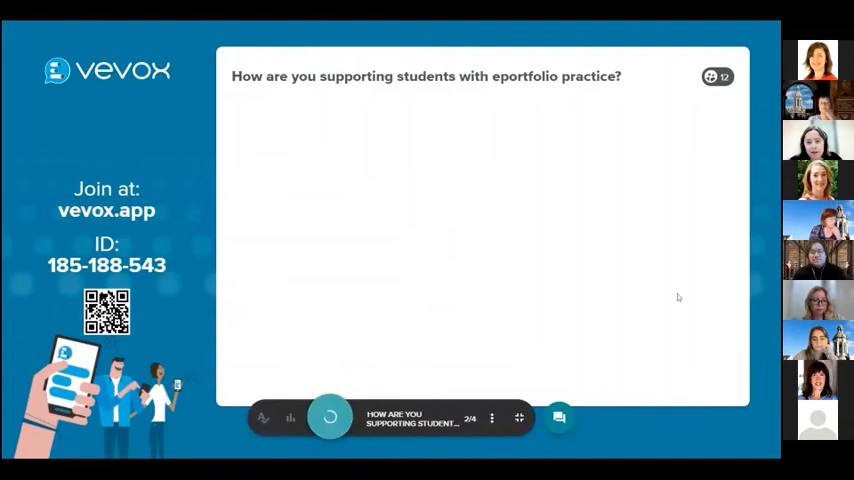 vevox
How are you supporting students with eportfolio practice?
12
Join at:
vevox.app
ID:
185-188-543
HOW ARE YOU
SUPPORTING STUDENT...
2/4